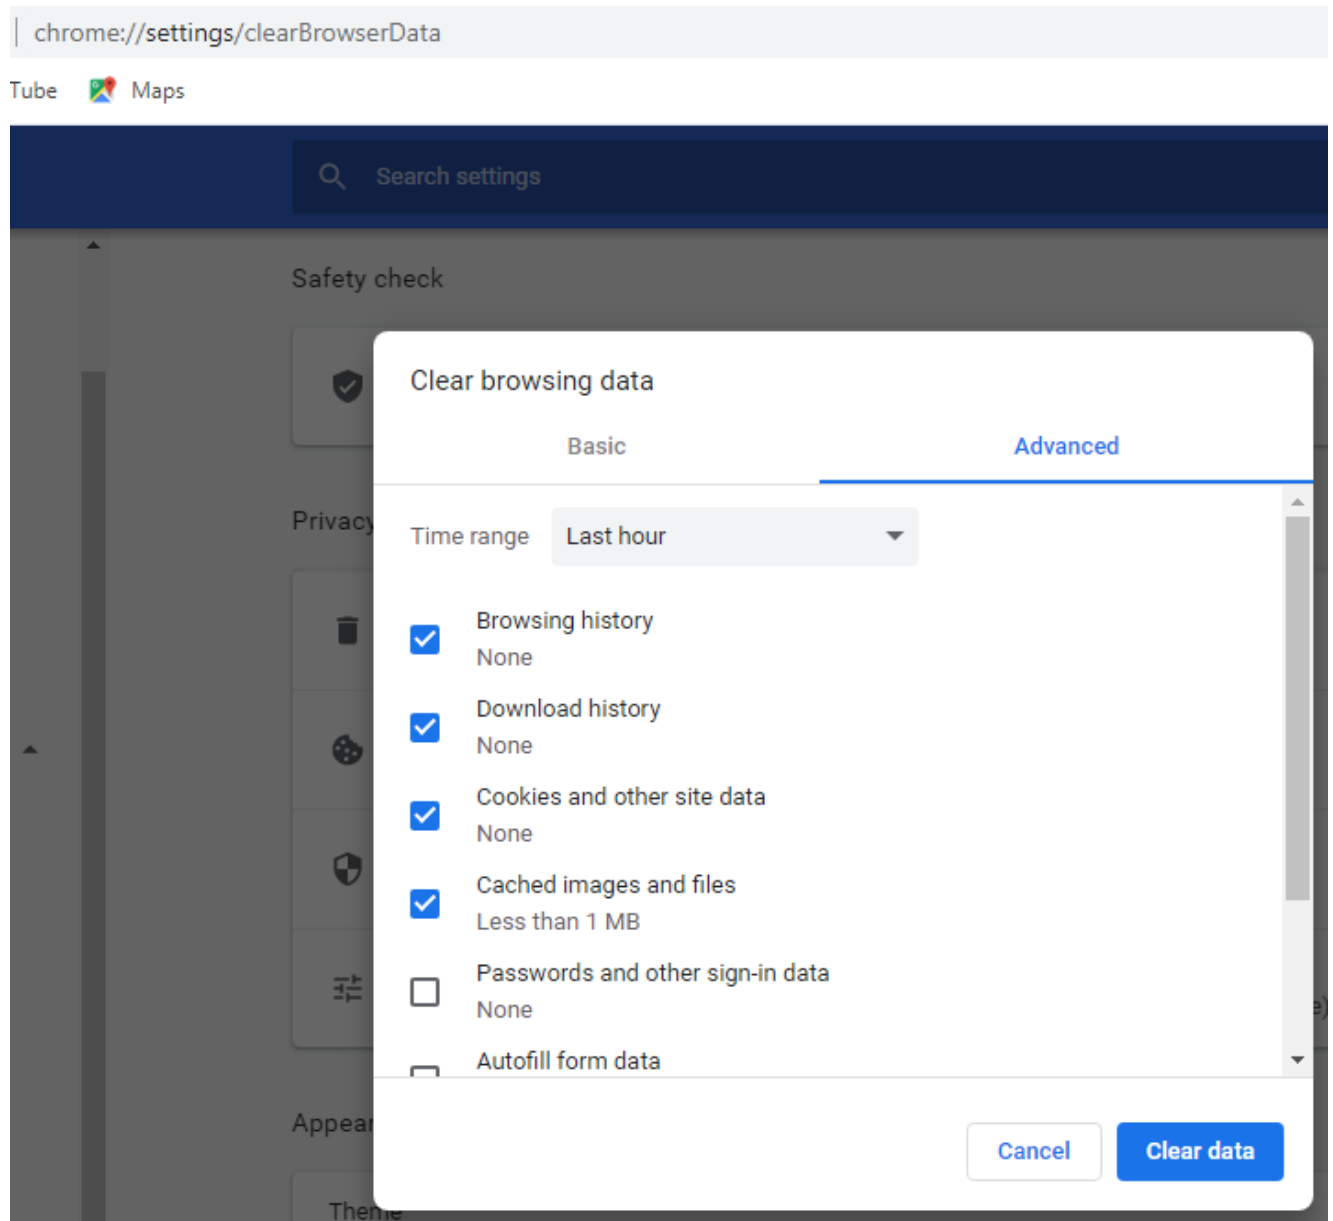 chrome://settings/clearBrowserData
Tube Maps
Search settings
Safety check
Clear browsing data
Basic Advanced
Privacy
Time range Last hour
Browsing history
None
Download history
None
Cookies and other site data
None
Cached images and files
Less than 1 MB
Passwords and other sign-in data
None
e)
Autofill form data
Appear
Cancel Clear data
Theme